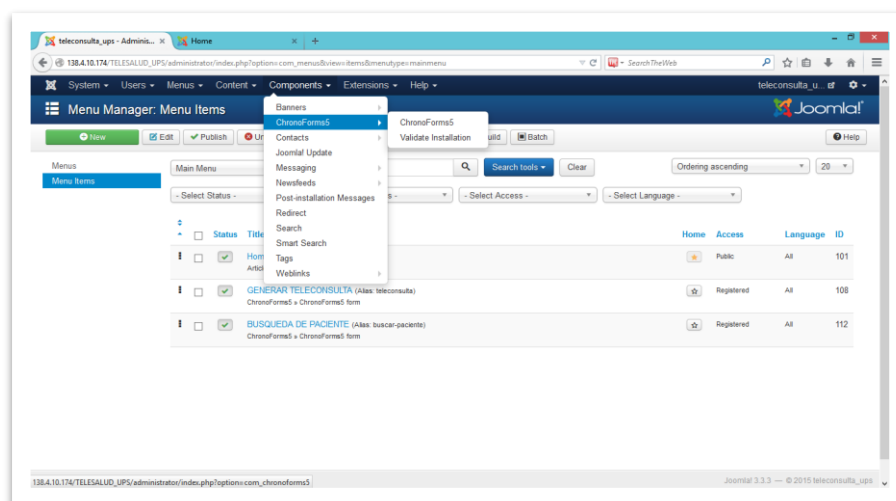 teleconsulta_ups - Adminis... × Home × +
138.4.10.174/TELESALUD_UPS/administrator/index.php?option=com_menus&view=items&menutype=mainmenu SearchTheWeb
System Users Menus Content Components Extensions Help teleconsulta_u...
Menu Manager: Menu Items Joomla!
New Edit Publish Un Batch Help
Banners
ChronoForms5
Contacts
Joomla! Update
Messaging
Newsfeeds
Post-installation Messages
Redirect
Search
Smart Search
Tags
Weblinks
ChronoForms5
Validate Installation
Menus
Menu Items
Main Menu Search tools Clear Ordering ascending 20
- Select Status - - Select Access - - Select Language -
Status Title Home Access Language ID
Hom Public All 101
Articl
GENERAR TELECONSULTA (Alias: teleconsulta) Registered All 108
ChronoForms5 » ChronoForms5 form
BUSQUEDA DE PACIENTE (Alias: buscar-paciente) Registered All 112
ChronoForms5 » ChronoForms5 form
138.4.10.174/TELESALUD_UPS/administrator/index.php?option=com_chronoforms5 Joomla! 3.3.3 — © 2015 teleconsulta_ups